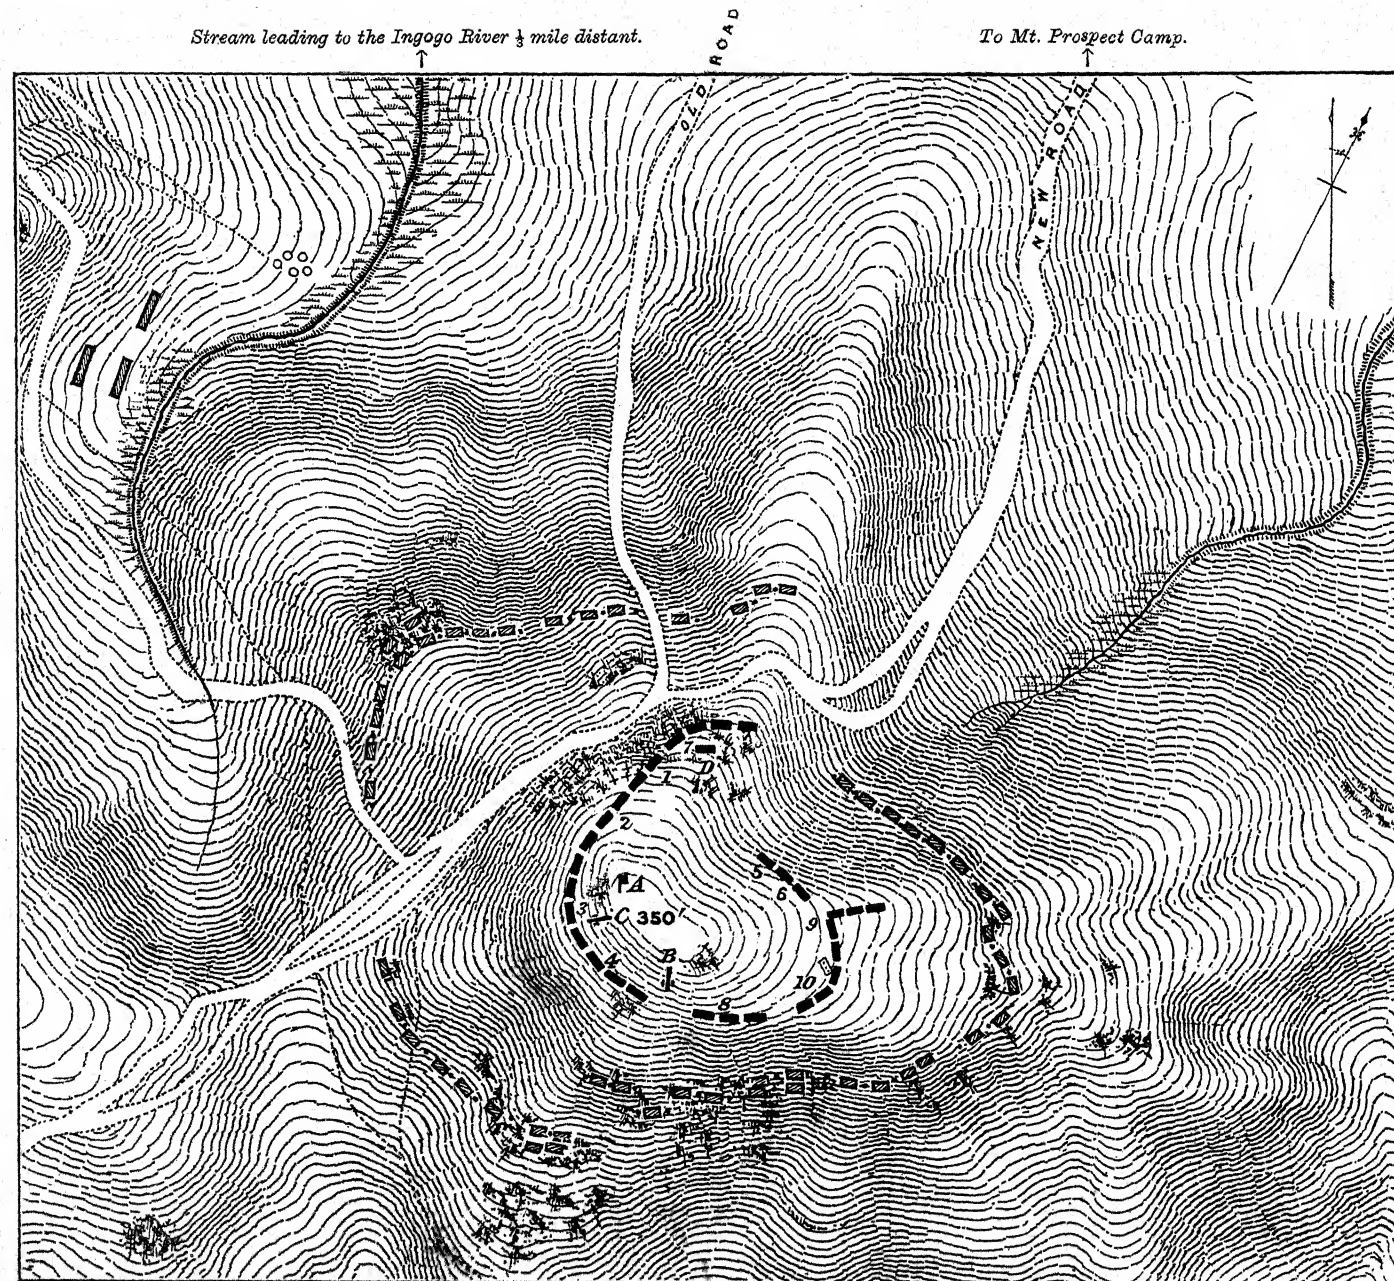 OLD ROAD
Stream leading to the Ingogo River ⅓ mile distant.
To Mt. Prospect Camp.
NEW ROAD
7
D
1
2
5
6
A
3
C 350'
9
B
4
10
8